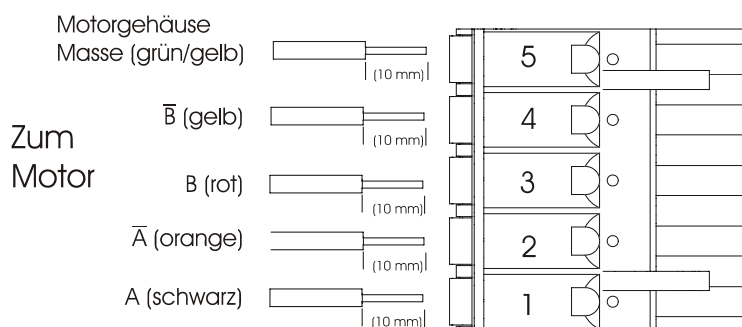 Motorgehäuse
Masse (grün/gelb)
(10 mm)
5
B̅ (gelb)
(10 mm)
4
Zum
Motor
B (rot)
(10 mm)
3
A̅ (orange)
(10 mm)
2
A (schwarz)
(10 mm)
1